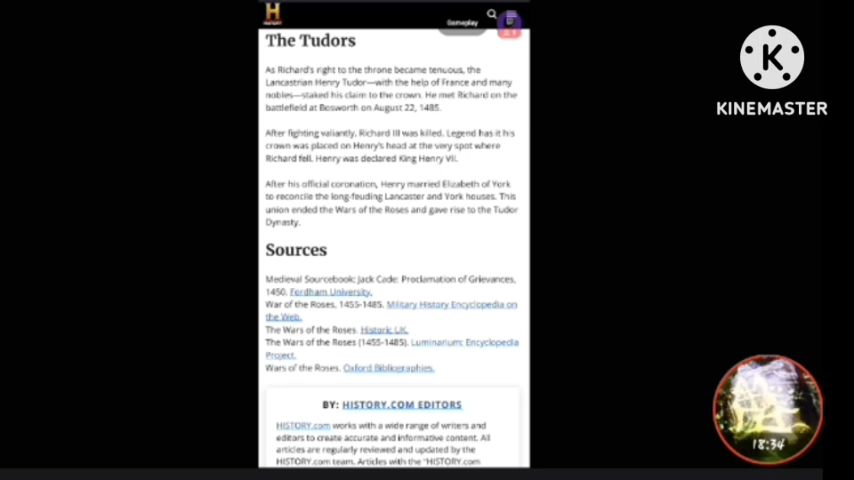 H
HISTORY
Gameplay
The Tudors
As Richard's right to the throne became tenuous, the
Lancastrian Henry Tudor—with the help of France and many
nobles—staked his claim to the crown. He met Richard on the
battlefield at Bosworth on August 22, 1485.
After fighting valiantly, Richard III was killed. Legend has it his
crown was placed on Henry's head at the very spot where
Richard fell. Henry was declared King Henry VII.
After his official coronation, Henry married Elizabeth of York
to reconcile the long-feuding Lancaster and York houses. This
union ended the Wars of the Roses and gave rise to the Tudor
Dynasty.
Sources
Medieval Sourcebook: Jack Cade: Proclamation of Grievances,
1450. Fordham University.
War of the Roses, 1455-1485. Military History Encyclopedia on
the Web.
The Wars of the Roses. Historic UK.
The Wars of the Roses (1455-1485). Luminarium: Encyclopedia
Project.
Wars of the Roses. Oxford Bibliographies.
BY: HISTORY.COM EDITORS
HISTORY.com works with a wide range of writers and
editors to create accurate and informative content. All
articles are regularly reviewed and updated by the
HISTORY.com team. Articles with the "HISTORY.com
K
KINEMASTER
18:34